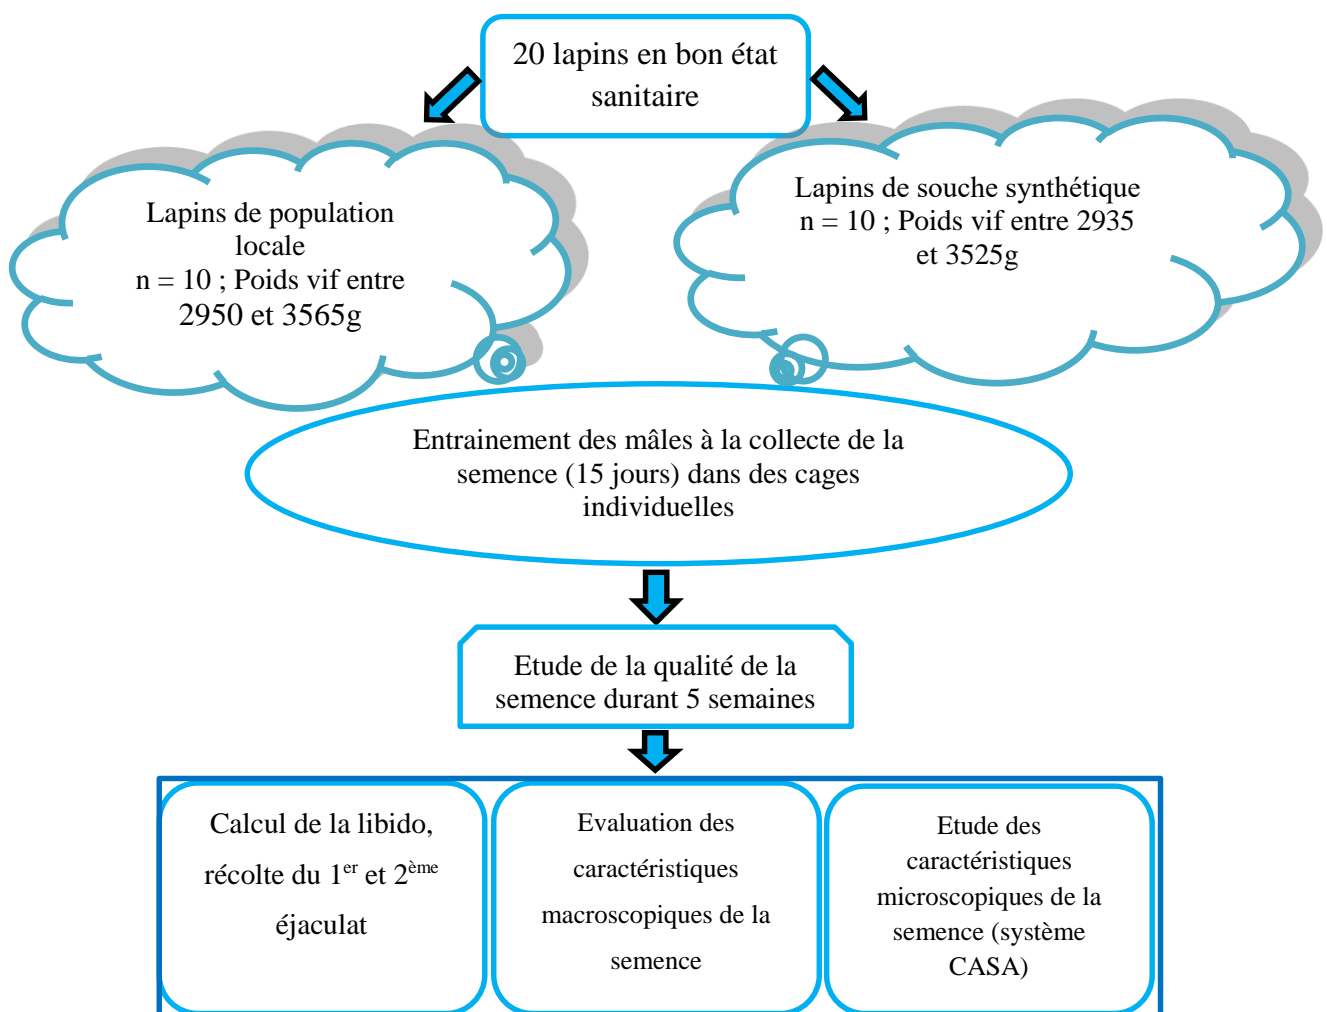 20 lapins en bon état
sanitaire
Lapins de population
locale
n = 10 ; Poids vif entre
2950 et 3565g
Lapins de souche synthétique
n = 10 ; Poids vif entre 2935
et 3525g
Entrainement des mâles à la collecte de la
semence (15 jours) dans des cages
individuelles
Etude de la qualité de la
semence durant 5 semaines
Calcul de la libido,
récolte du 1er et 2ème
éjaculat
Evaluation des
caractéristiques
macroscopiques de la
semence
Etude des
caractéristiques
microscopiques de la
semence (système
CASA)